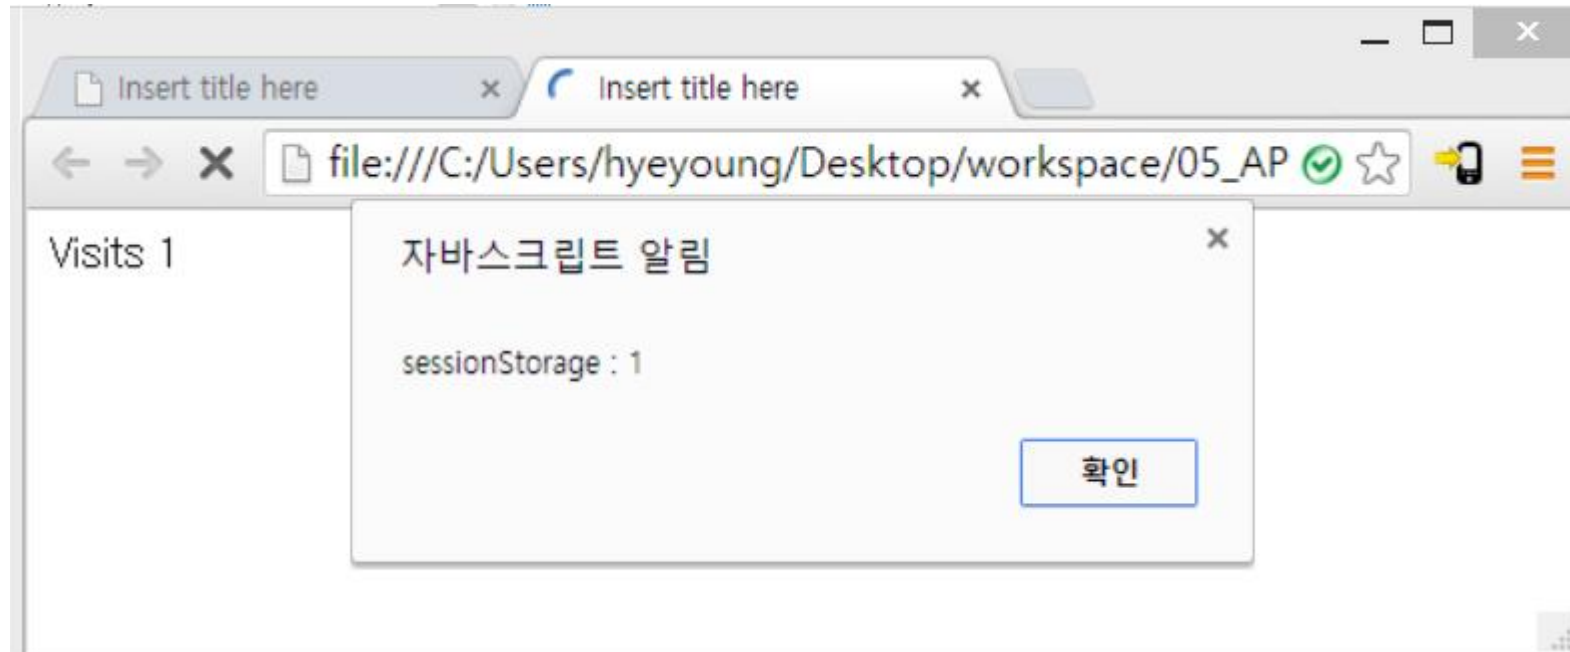 Insert title here
Insert title here
file:///C:/Users/hyeyoung/Desktop/workspace/05_AP
Visits 1
자바스크립트 알림
sessionStorage : 1
확인